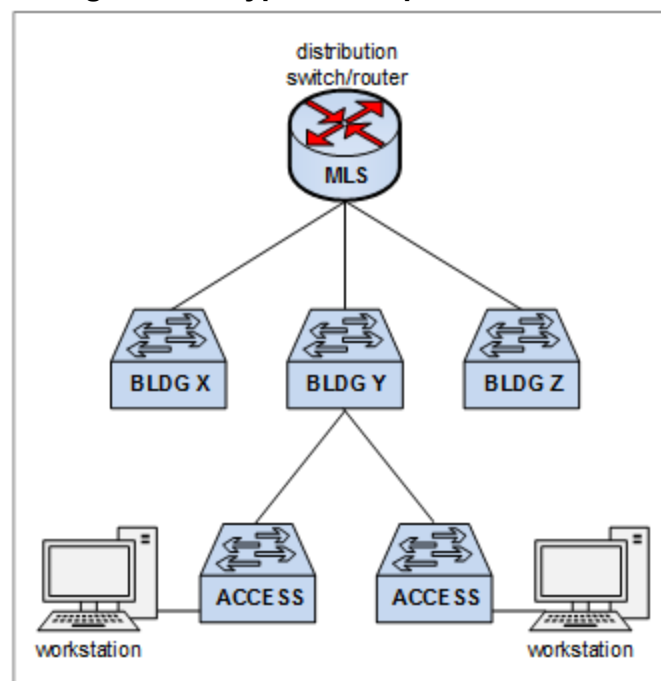 distribution
switch/router
MLS
BLDG X
BLDG Y
BLDG Z
ACCESS
ACCESS
workstation
workstation